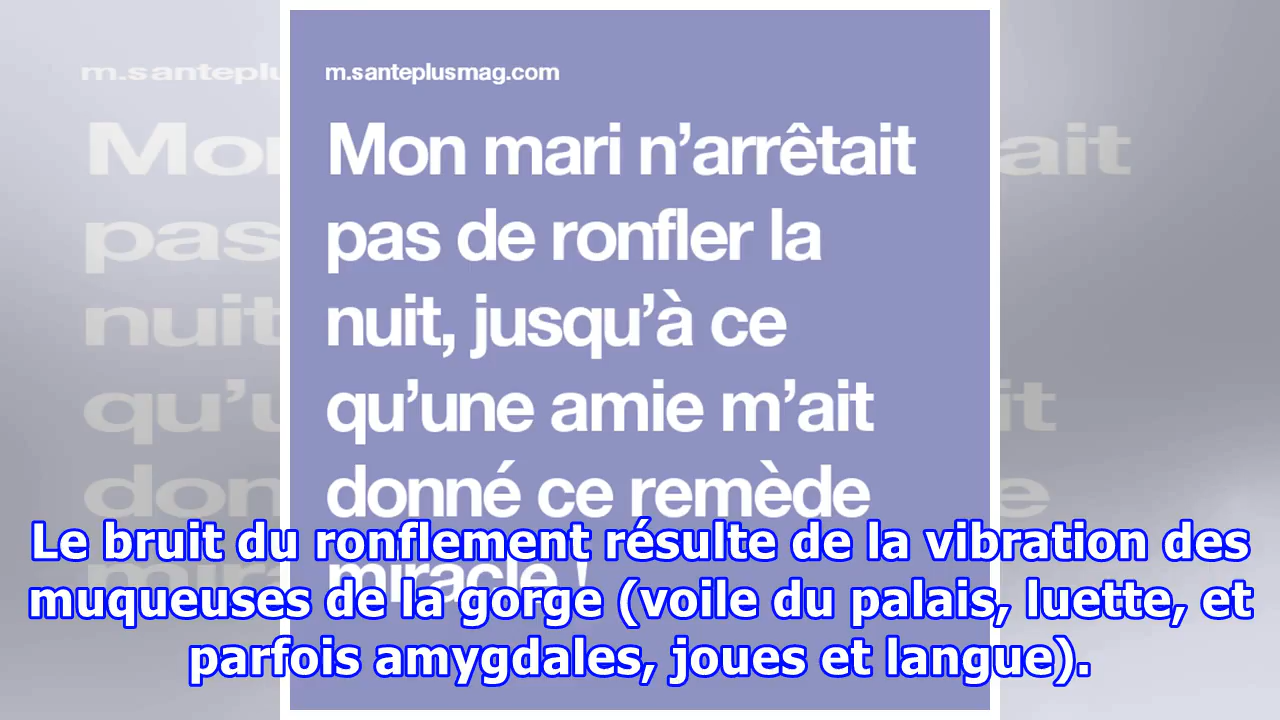 m.santeplusmag.com
Mon mari n’arrêtait
pas de ronfler la
nuit, jusqu’à ce
qu’une amie m’ait
donné ce remède
miracle !
Le bruit du ronflement résulte de la vibration des
muqueuses de la gorge (voile du palais, luette, et
parfois amygdales, joues et langue).